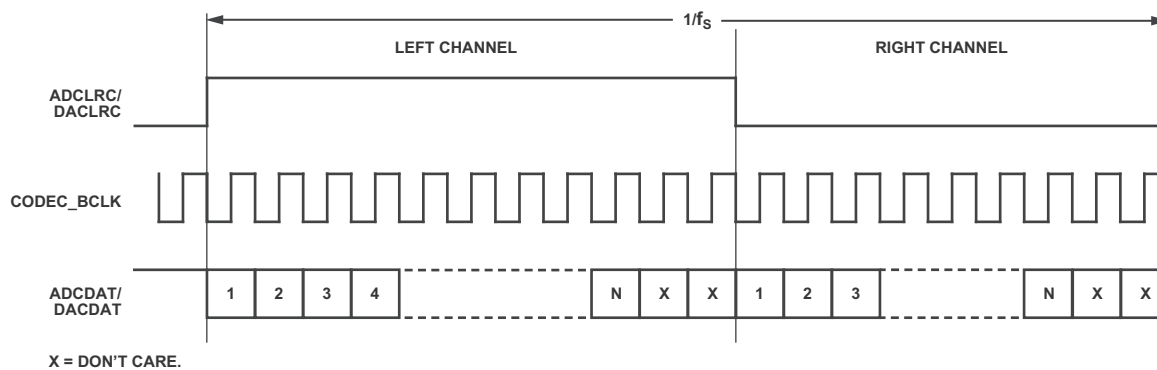 1/fS
LEFT CHANNEL RIGHT CHANNEL
ADCLRC/
DACLRC
CODEC_BCLK
ADCDAT/
DACDAT
1 2 3 4 N X X 1 2 3 N X X
X = DON'T CARE.